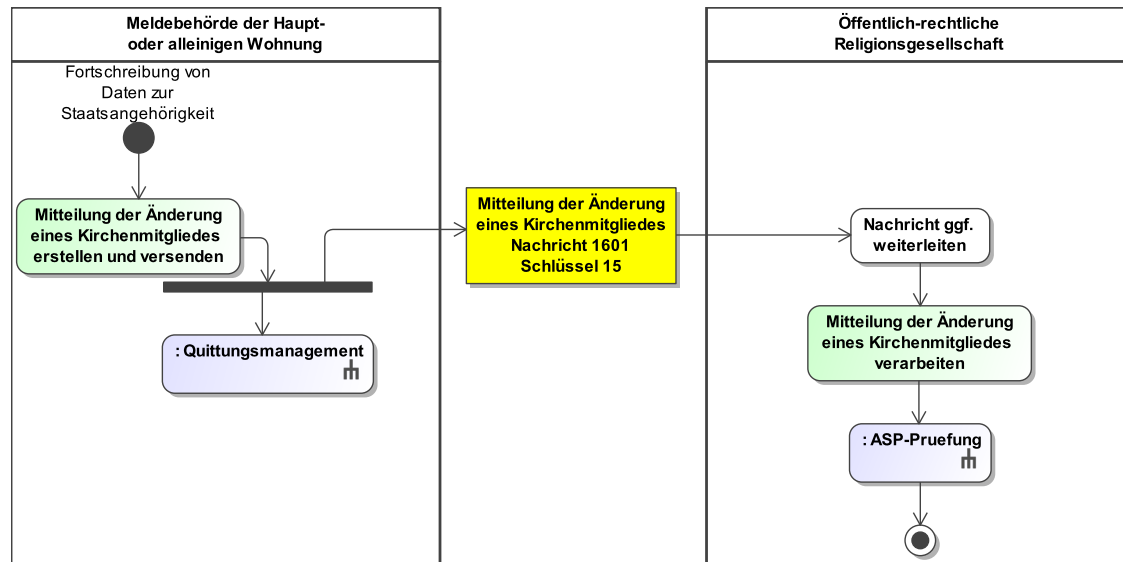 Meldebehörde der Haupt-
oder alleinigen Wohnung
Fortschreibung von
Daten zur
Staatsangehörigkeit
Mitteilung der Änderung
eines Kirchenmitgliedes
erstellen und versenden
: Quittungsmanagement
Mitteilung der Änderung
eines Kirchenmitgliedes
Nachricht 1601
Schlüssel 15
Öffentlich-rechtliche
Religionsgesellschaft
Nachricht ggf.
weiterleiten
Mitteilung der Änderung
eines Kirchenmitgliedes
verarbeiten
: ASP-Pruefung